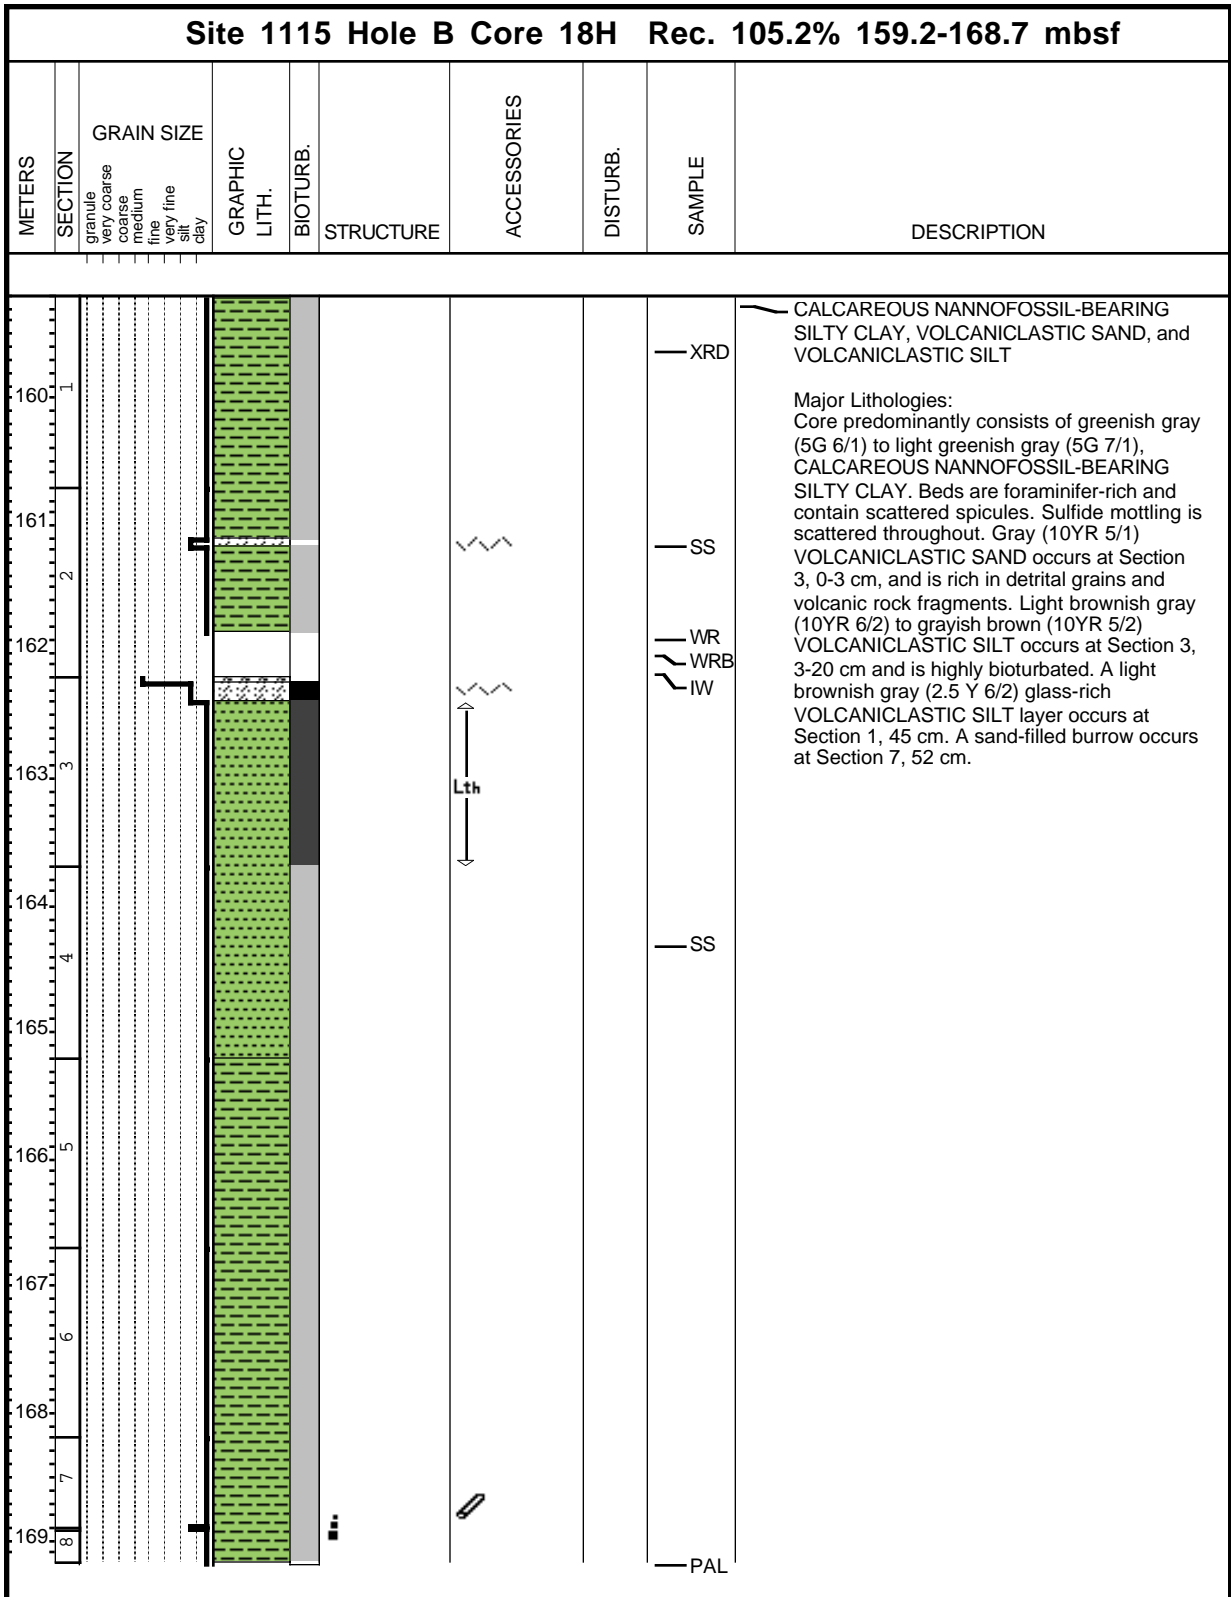 Site 1115 Hole B Core 18H Rec. 105.2% 159.2-168.7 mbsf
METERS
SECTION
GRAIN SIZE
granule
very coarse
coarse
medium
fine
very fine
silt
clay
GRAPHIC
LITH.
BIOTURB.
STRUCTURE
ACCESSORIES
DISTURB.
SAMPLE
DESCRIPTION
160
161
162
163
164
165
166
167
168
169
1
2
3
4
5
6
7
8
Lth
XRD
SS
WR
WRB
IW
SS
PAL
CALCAREOUS NANNOFOSSIL-BEARING
SILTY CLAY, VOLCANICLASTIC SAND, and
VOLCANICLASTIC SILT
Major Lithologies:
Core predominantly consists of greenish gray
(5G 6/1) to light greenish gray (5G 7/1),
CALCAREOUS NANNOFOSSIL-BEARING
SILTY CLAY. Beds are foraminifer-rich and
contain scattered spicules. Sulfide mottling is
scattered throughout. Gray (10YR 5/1)
VOLCANICLASTIC SAND occurs at Section
3, 0-3 cm, and is rich in detrital grains and
volcanic rock fragments. Light brownish gray
(10YR 6/2) to grayish brown (10YR 5/2)
VOLCANICLASTIC SILT occurs at Section 3,
3-20 cm and is highly bioturbated. A light
brownish gray (2.5 Y 6/2) glass-rich
VOLCANICLASTIC SILT layer occurs at
Section 1, 45 cm. A sand-filled burrow occurs
at Section 7, 52 cm.